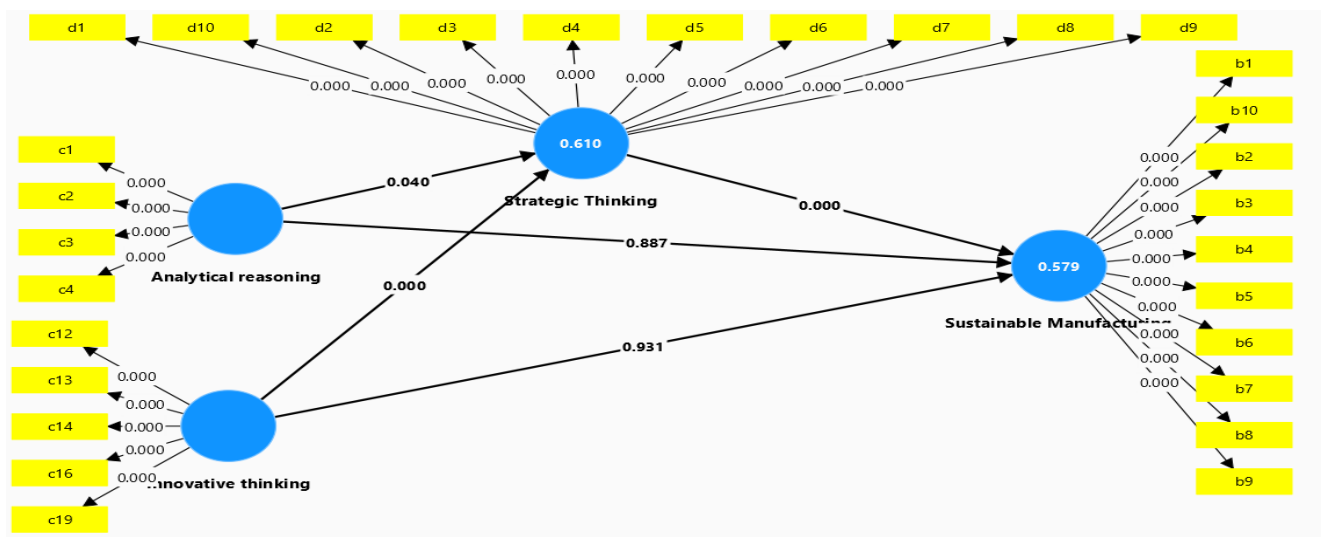 d1 d10 d2 d3 d4 d5 d6 d7 d8 d9
b1
0.000 0.000 0.000 0.000 0.000 0.000 0.000 0.000 0.000 0.000
b10
0.610
c1
0.000
b2
0.000
0.040
0.000
c2
Strategic Thinking
b3
0.000
0.000
0.000
0.000
c3
0.000
0.887
b4
0.000
0.000
0.579
Analytical reasoning
0.000
c4
0.000
b5
0.000
Sustainable Manufacturing
c12
0.000
b6
0.931
0.000
0.000
c13
0.000
b7
0.000
c14
0.000
b8
0.000
c16
0.000
nnovative thinking
b9
c19